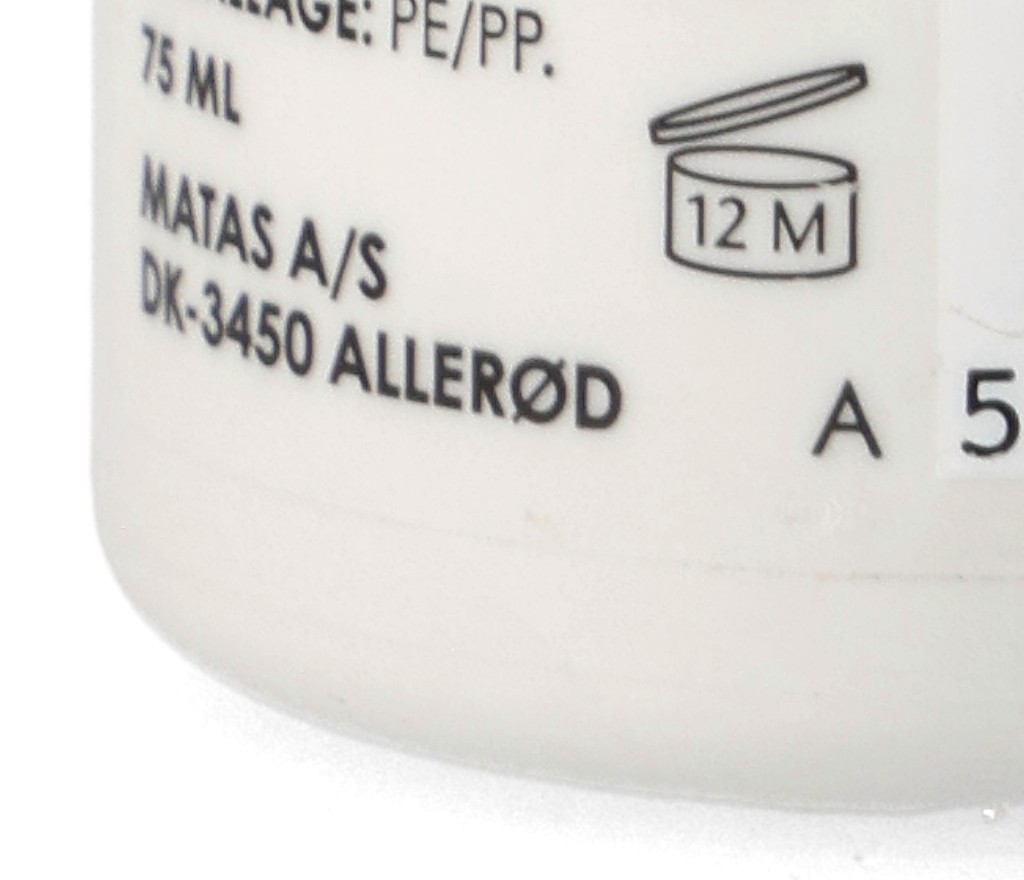 PE/PP.
75 ML
MATAS A/S
DK-3450 ALLERØD
12 M
A 5